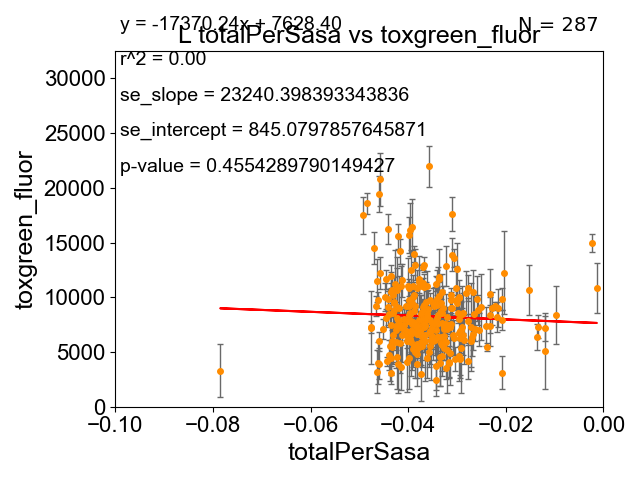 y = -17370.24x + 7628.40
N = 287
L totalPerSasa vs toxgreen_fluor
r^2 = 0.00
se_slope = 23240.398393343836
se_intercept = 845.0797857645871
p-value = 0.4554289790149427
30000
25000
20000
15000
10000
5000
0
toxgreen_fluor
−0.10
−0.08
−0.06
−0.04
−0.02
0.00
totalPerSasa